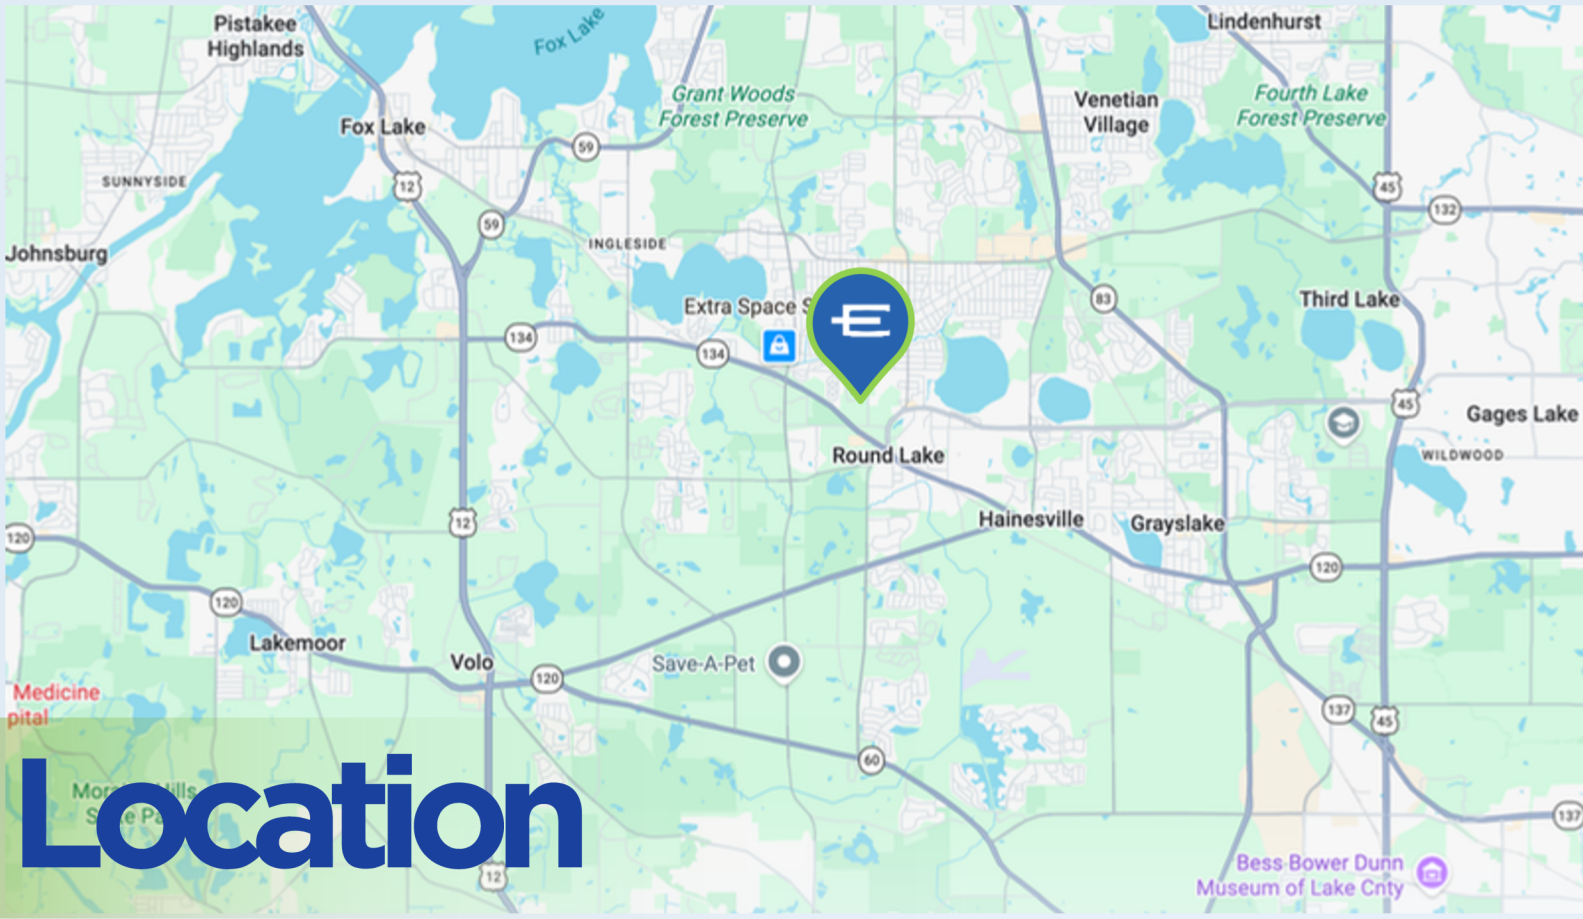 Pistakee
Highlands
Fox Lake
Lindenhurst
Grant Woods
Forest Preserve
Venetian
Village
Fourth Lake
Forest Preserve
Fox Lake
59
SUNNYSIDE
12
45
132
59
Johnsburg
INGLESIDE
Extra Space S
83
Third Lake
134
134
45
Gages Lake
Round Lake
WILDWOOD
12
Hainesville
Grayslake
120
120
120
Lakemoor
Volo
120
Save-A-Pet
Medicine
pital
137
45
60
Location
12
137
Bess Bower Dunn
Museum of Lake Cnty